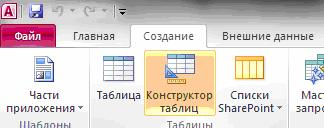 A
Файл Главная Создание Внешние данные
Части приложения Таблица Конструктор таблиц Списки SharePoint
Шаблоны Таблицы